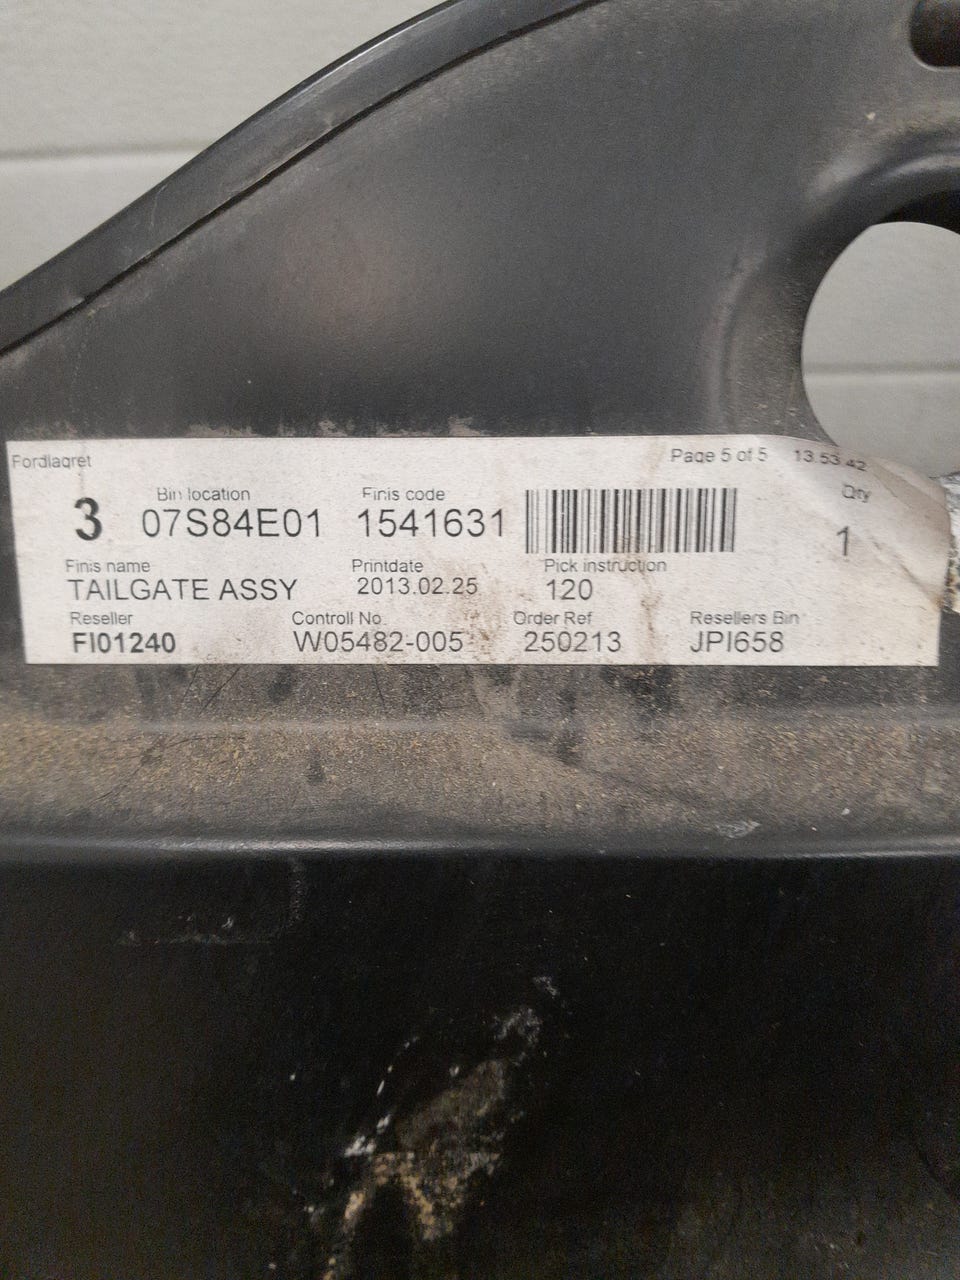 Fordlagret Page 5 of 5 13.53.42
Bin location Finis code Qty
3 07S84E01 1541631 1
Finis name Printdate Pick instruction
TAILGATE ASSY 2013.02.25 120
Reseller Controll No. Order Ref Resellers Bin
FI01240 W05482-005 250213 JPI658